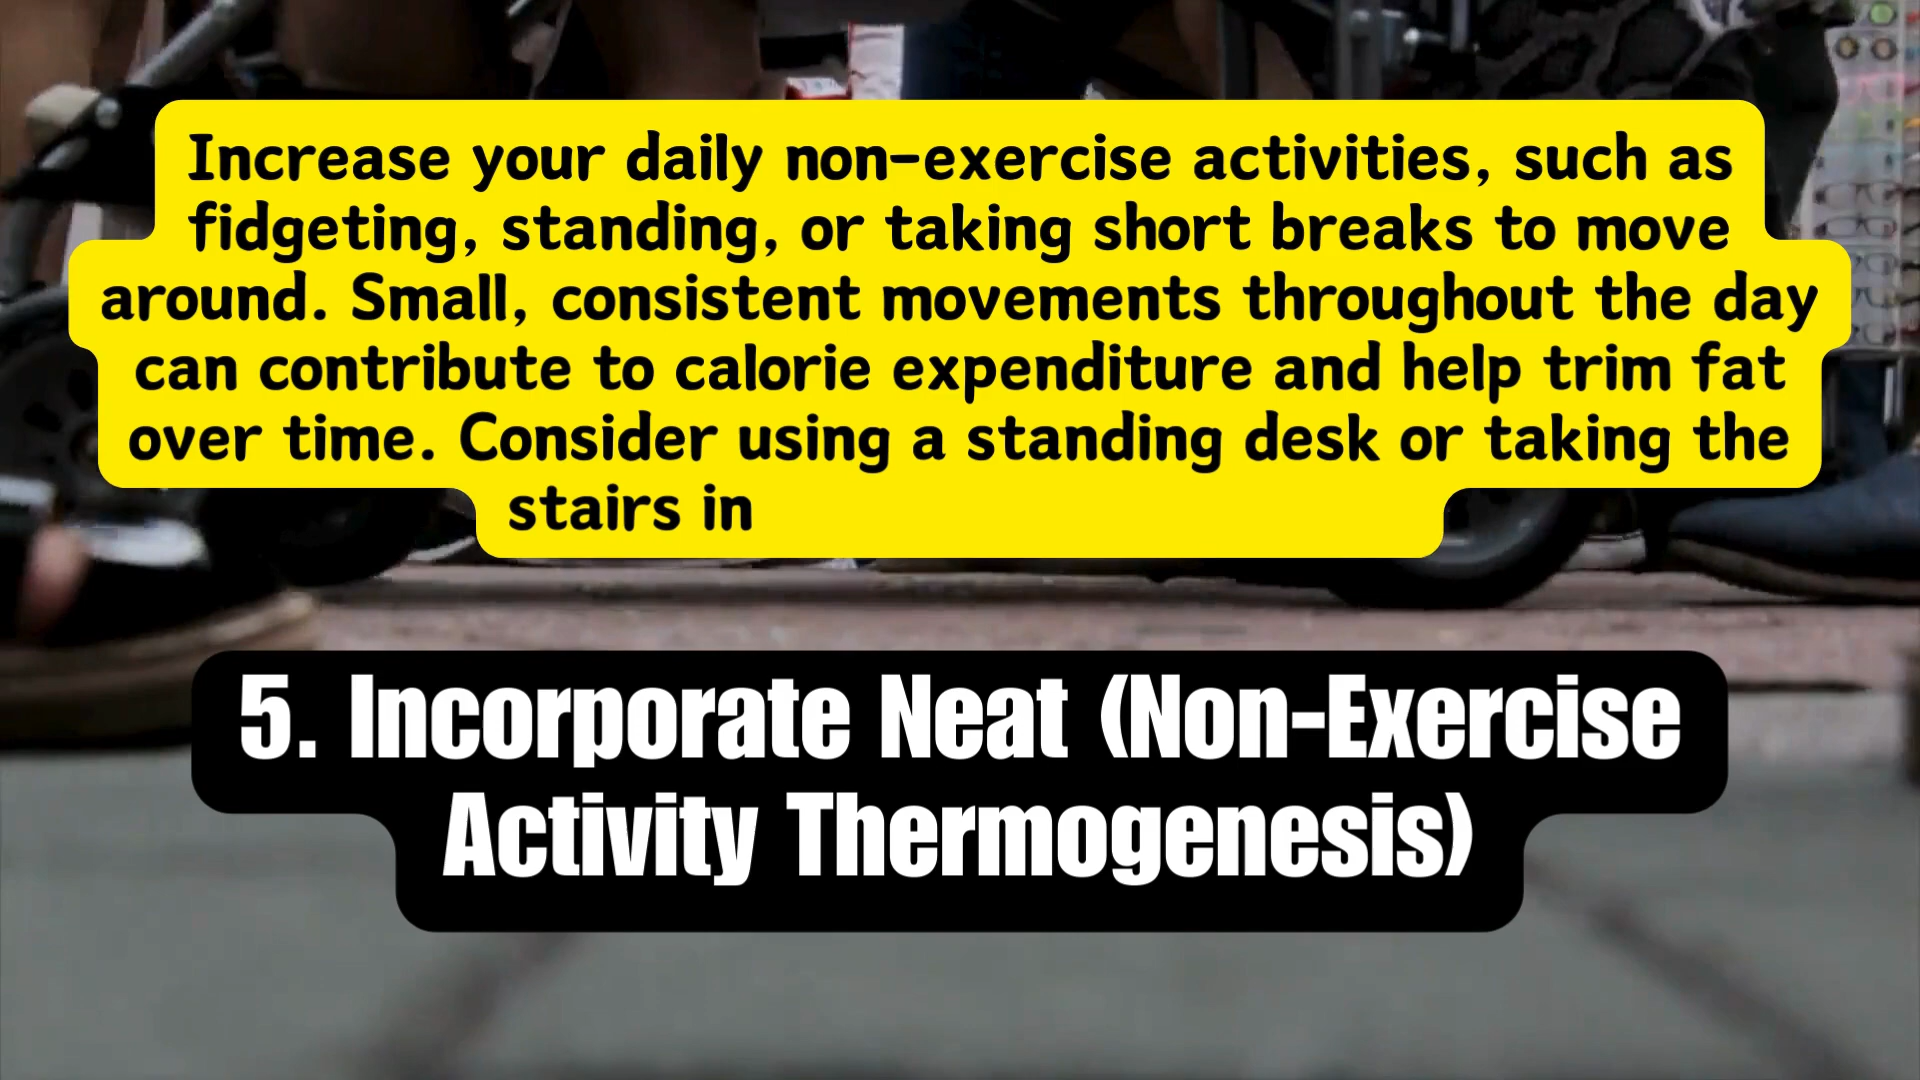 Increase your daily non-exercise activities, such as
fidgeting, standing, or taking short breaks to move
around. Small, consistent movements throughout the day
can contribute to calorie expenditure and help trim fat
over time. Consider using a standing desk or taking the
stairs in
5. Incorporate Neat (Non-Exercise
Activity Thermogenesis)